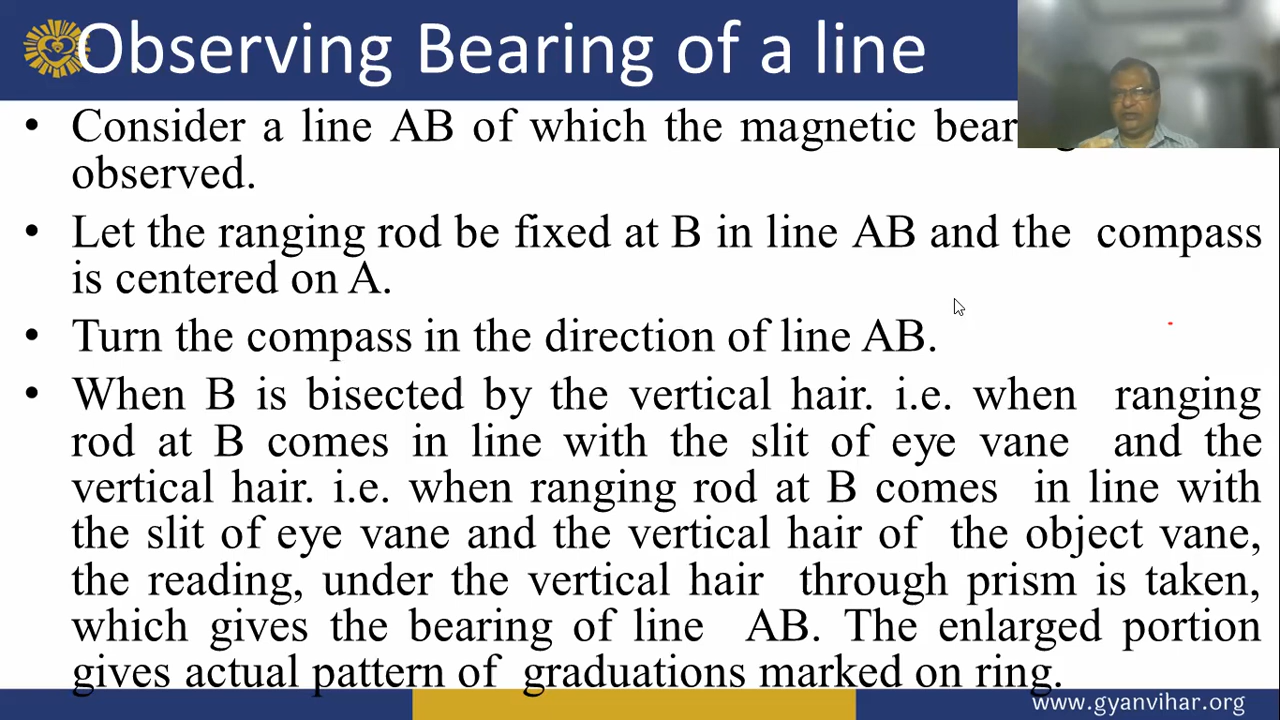 Observing Bearing of a line
• Consider a line AB of which the magnetic
observed.
• Let the ranging rod be fixed at B in line AB and the compass
is centered on A.
• Turn the compass in the direction of line AB.
• When B is bisected by the vertical hair. i.e. when ranging
rod at B comes in line with the slit of eye vane and the
vertical hair. i.e. when ranging rod at B comes in line with
the slit of eye vane and the vertical hair of the object vane,
the reading, under the vertical hair through prism is taken,
which gives the bearing of line AB. The enlarged portion
gives actual pattern of graduations marked on ring.
www.gyanvihar.org